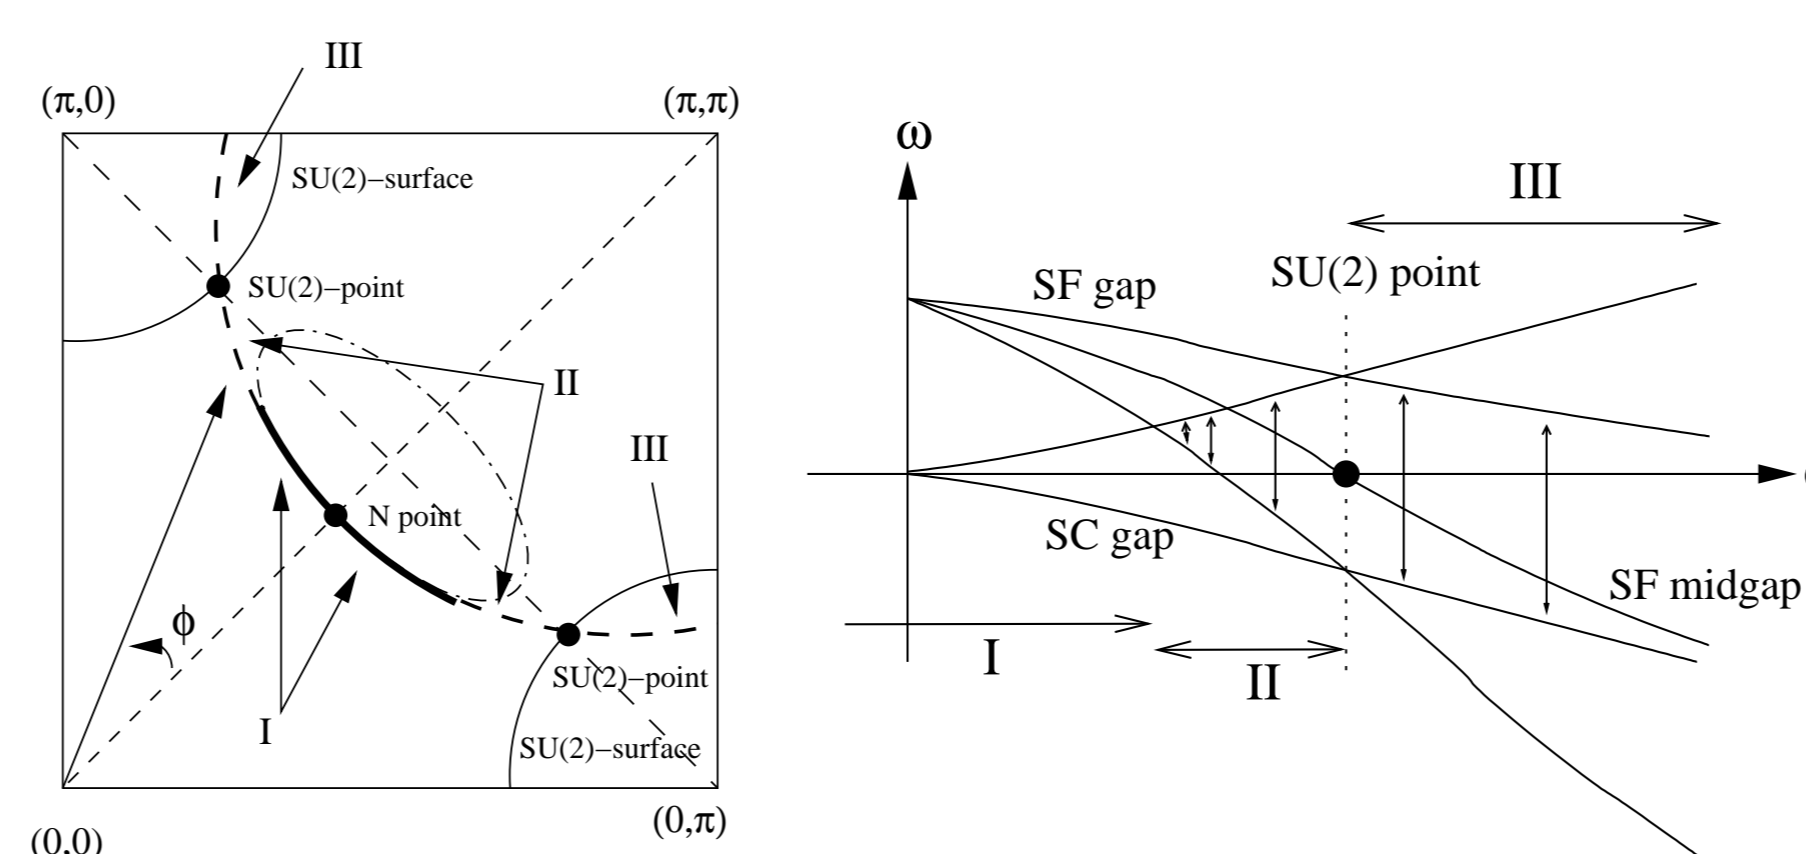 III
(π,0)
(π,π)
SU(2)−surface
SU(2)−point
II
III
N point
ϕ
SU(2)−point
I
SU(2)−surface
(0,π)
(0,0)
ω
III
SU(2) point
SF gap
SC gap
SF midgap
I
II